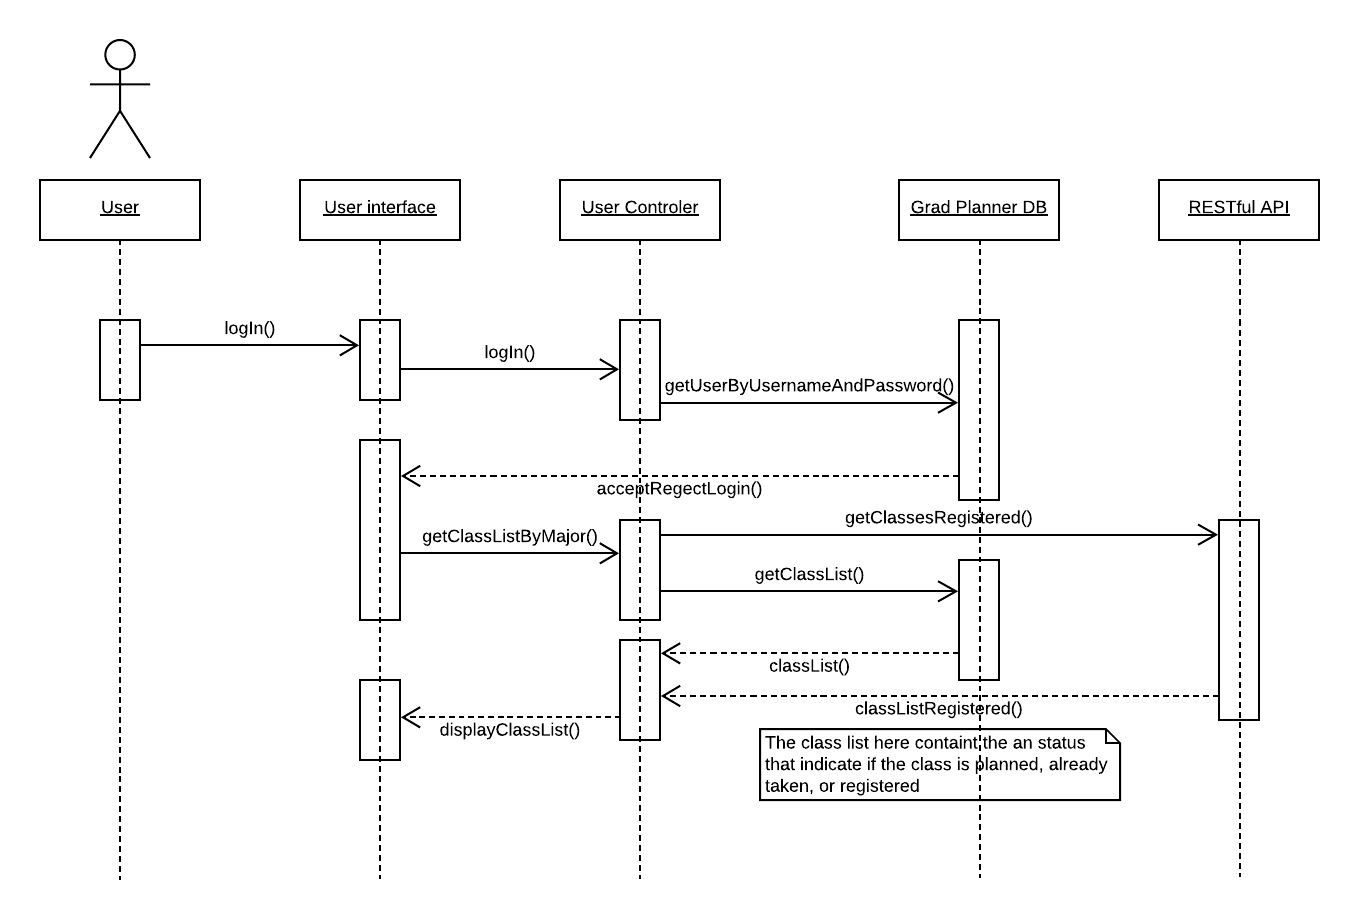 User
User interface
User Controler
Grad Planner DB
RESTful API
logIn()
logIn()
getUserByUsernameAndPassword()
acceptRegectLogin()
getClassesRegistered()
getClassListByMajor()
getClassList()
classList()
classListRegistered()
displayClassList()
The class list here containt the an status
that indicate if the class is planned, already
taken, or registered